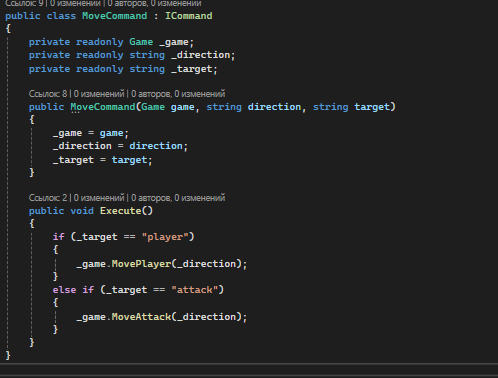 Ссылок: 9 | 0 изменений | 0 авторов, 0 изменений
public class MoveCommand : ICommand
{
private readonly Game _game;
private readonly string _direction;
private readonly string _target;
Ссылок: 8 | 0 изменений | 0 авторов, 0 изменений
public MoveCommand(Game game, string direction, string target)
{
_game = game;
_direction = direction;
_target = target;
}
Ссылок: 2 | 0 изменений | 0 авторов, 0 изменений
public void Execute()
{
if (_target == "player")
{
_game.MovePlayer(_direction);
}
else if (_target == "attack")
{
_game.MoveAttack(_direction);
}
}
}